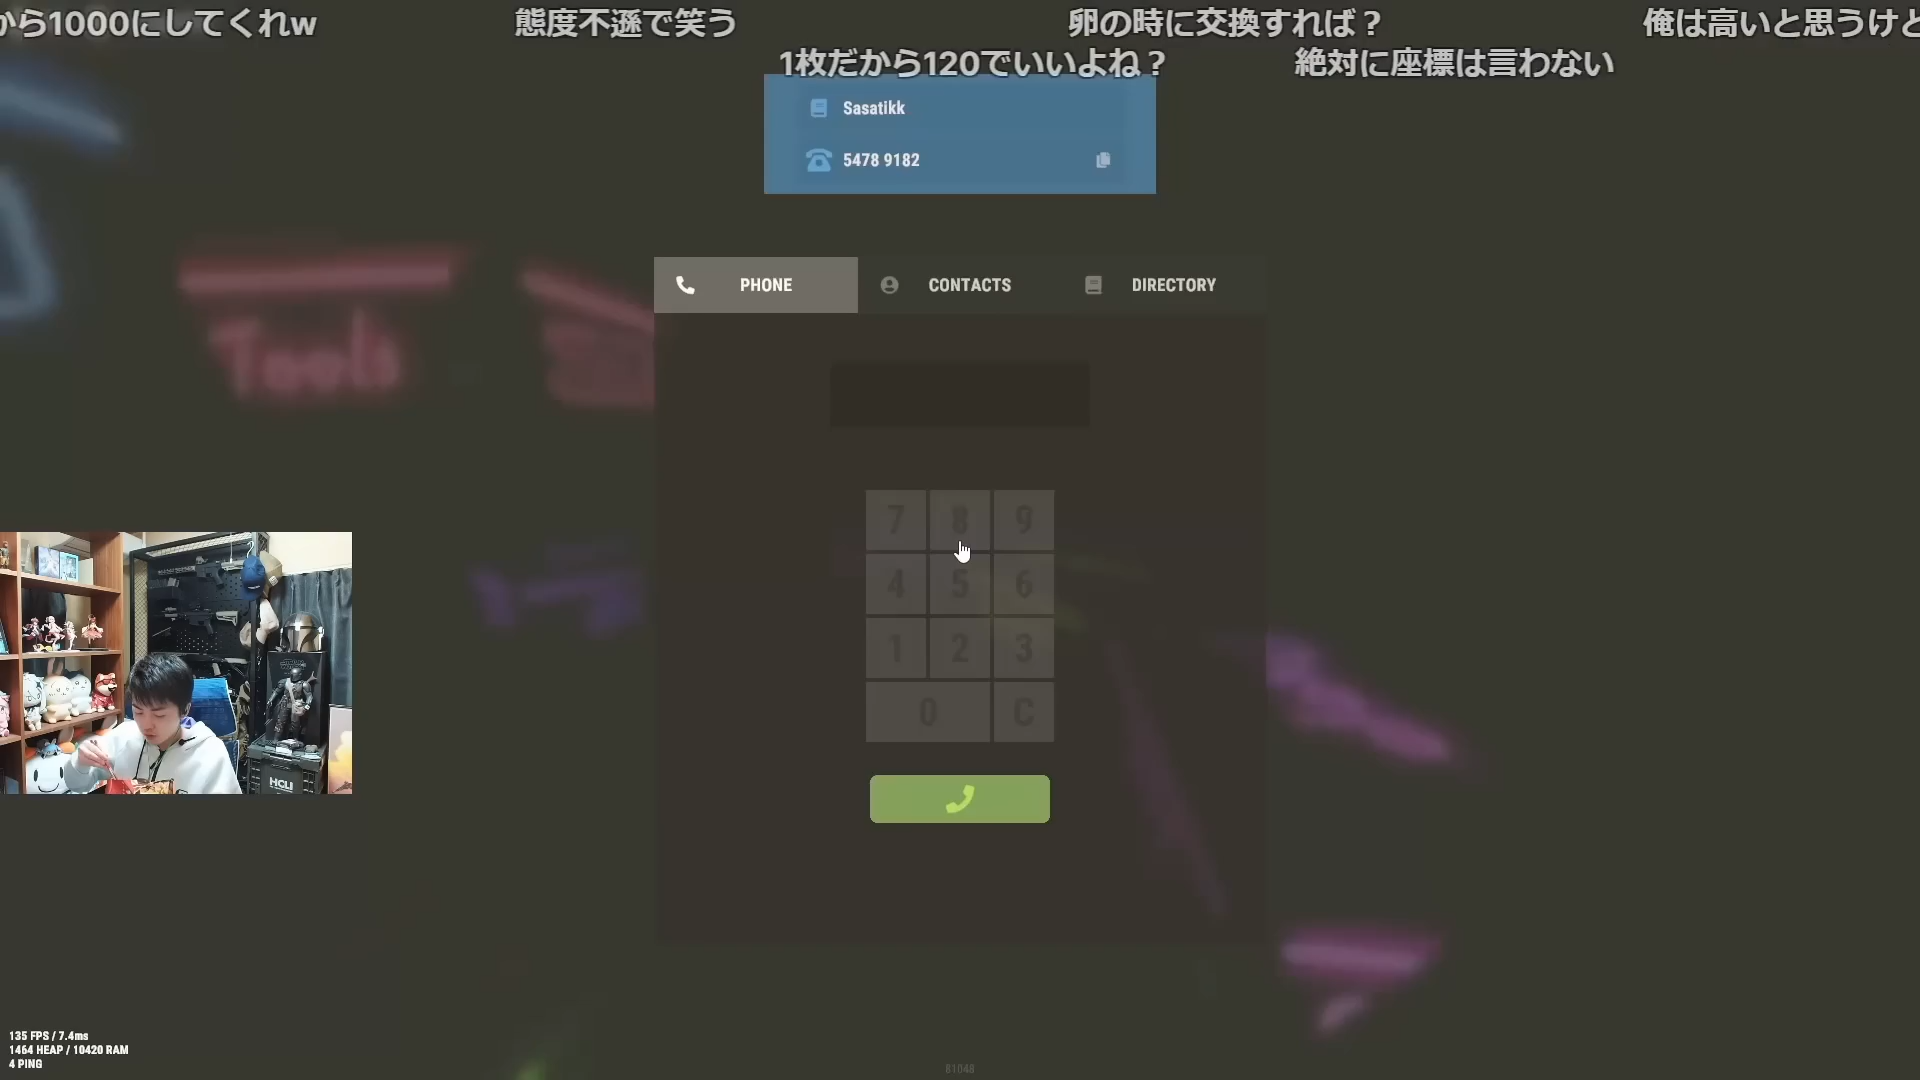 から1000にしてくれw
態度不遜で笑う
卵の時に交換すれば？
俺は高いと思うけど
1枚だから120でいいよね？
絶対に座標は言わない
Sasatikk
5478 9182
PHONE
CONTACTS
DIRECTORY
Tools
7 8 9
4 5 6
1 2 3
0 C
HCLI
135 FPS / 7.4ms
1464 HEAP / 10420 RAM
4 PING
81048